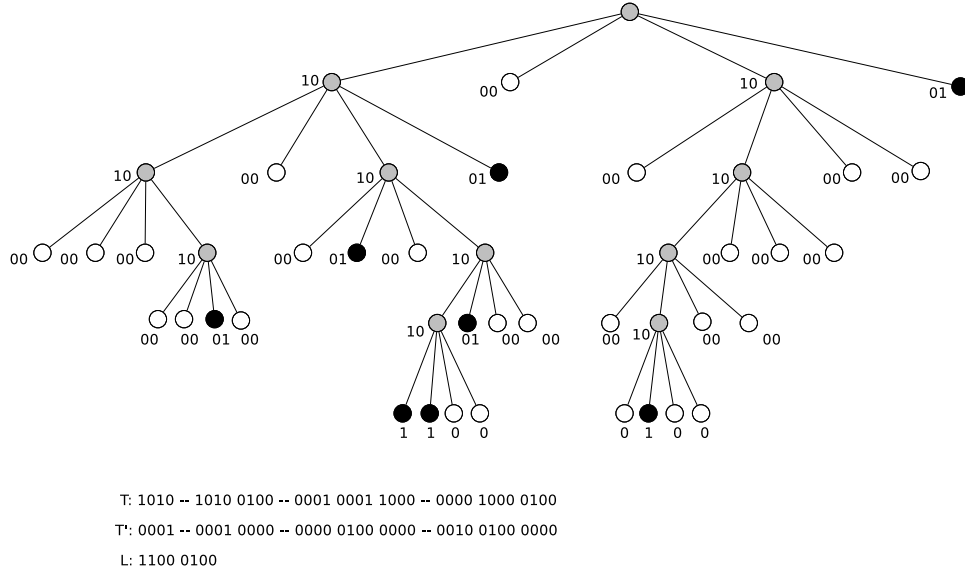 10 00 10 01
10 00 10 01 00 10 00 00
00 00 00 10 00 01 00 10 10 00 00 00
00 00 01 00 10 01 00 00 00 10 00 00
1 1 0 0 0 1 0 0
T: 1010 -- 1010 0100 -- 0001 0001 1000 -- 0000 1000 0100
T': 0001 -- 0001 0000 -- 0000 0100 0000 -- 0010 0100 0000
L: 1100 0100